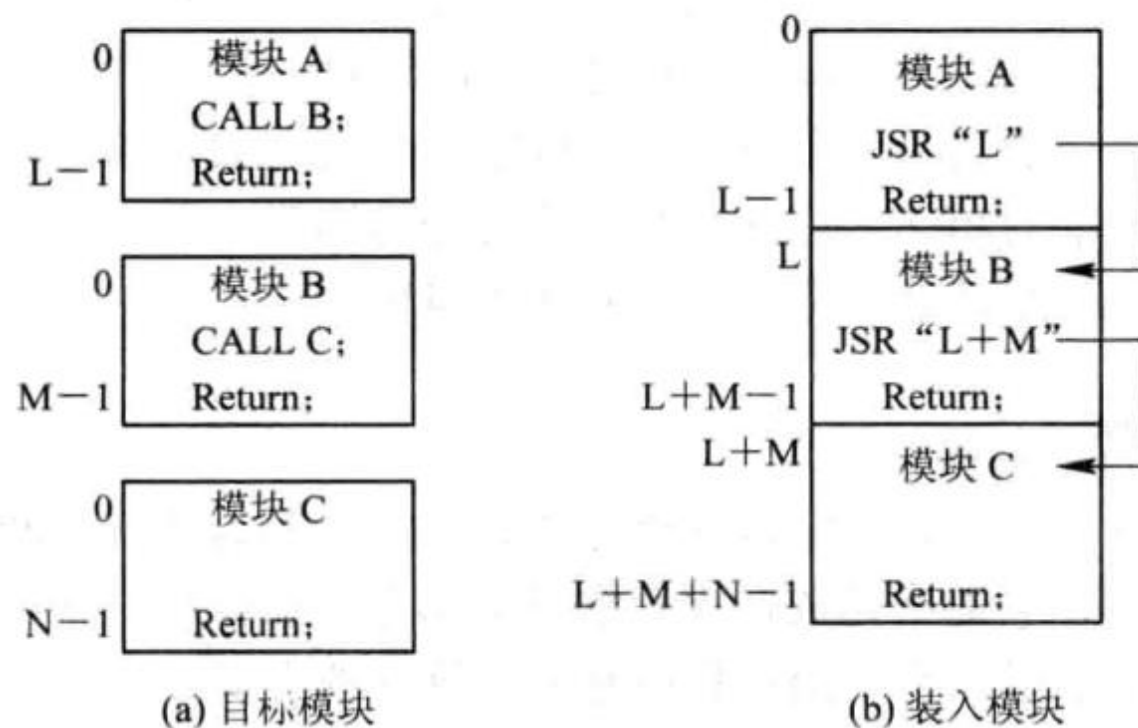 0
模块 A
CALL B;
L-1
Return;
0
模块 B
CALL C;
M-1
Return;
0
模块 C
N-1
Return;
(a) 目标模块
0
模块 A
JSR “L”
L-1
Return;
L
模块 B
JSR “L+M”
L+M-1
Return;
L+M
模块 C
L+M+N-1
Return;
(b) 装入模块